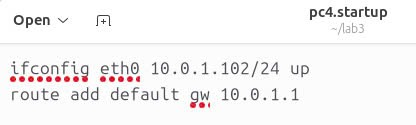 Open
pc4.startup
~/lab3
ifconfig eth0 10.0.1.102/24 up
route add default gw 10.0.1.1